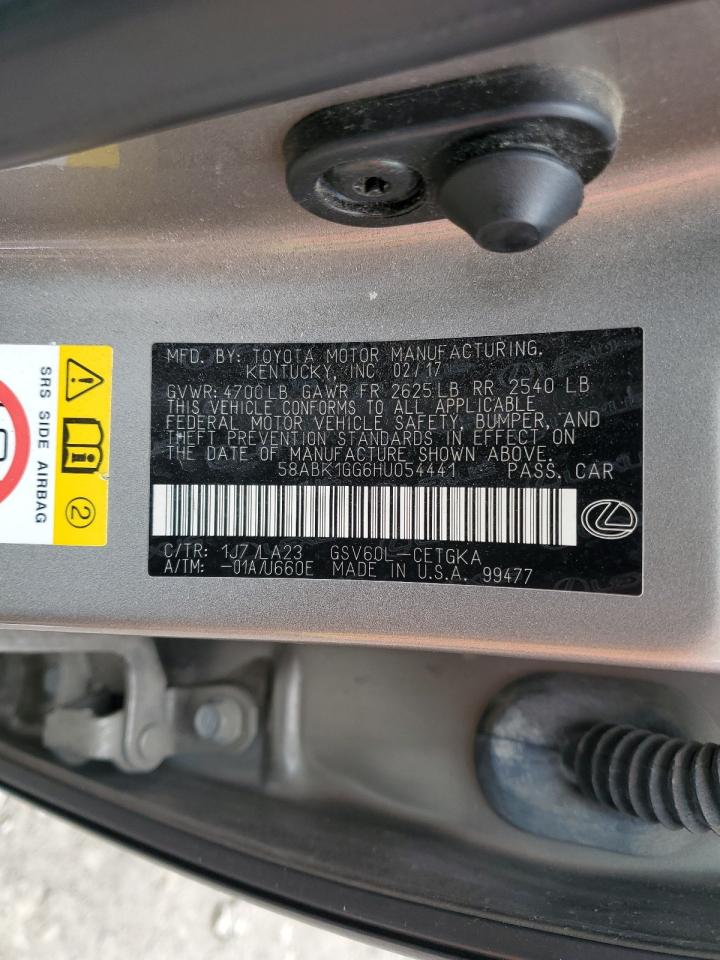 MFD. BY: TOYOTA MOTOR MANUFACTURING,
KENTUCKY, INC 02/17
GVWR: 4700LB GAWR FR 2625 LB RR 2540 LB
THIS VEHICLE CONFORMS TO ALL APPLICABLE
FEDERAL MOTOR VEHICLE SAFETY, BUMPER, AND
THEFT PREVENTION STANDARDS IN EFFECT ON
THE DATE OF MANUFACTURE SHOWN ABOVE.
58ABK1GG6HU054441 PASS. CAR
C/TR: 1J7 /LA23 GSV60L-CETGKA
A/TM: -01A/U660E MADE IN U.S.A. 99477
SRS SIDE AIRBAG
2